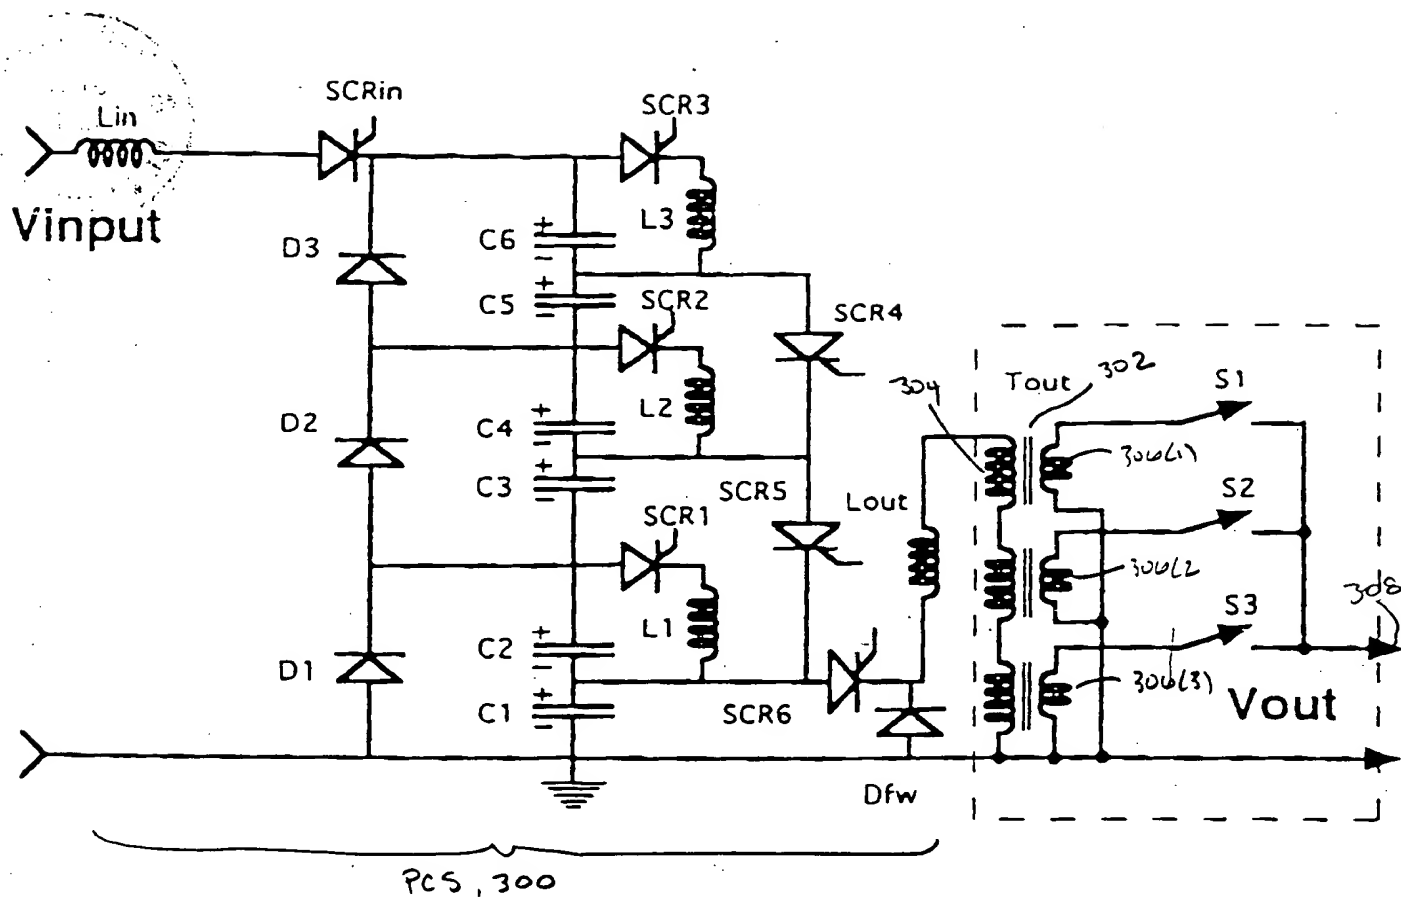 SCRin
SCR3
Lin
Vinput
L3
D3
C6
+
−
C5
+
−
SCR2
SCR4
L2
D2
C4
+
−
C3
+
−
SCR5
SCR1
L1
D1
C2
+
−
C1
+
−
SCR6
Dfw
Lout
304
Tout
302
S1
306(1)
S2
306(2
S3
306(3)
308
Vout
PCS, 300